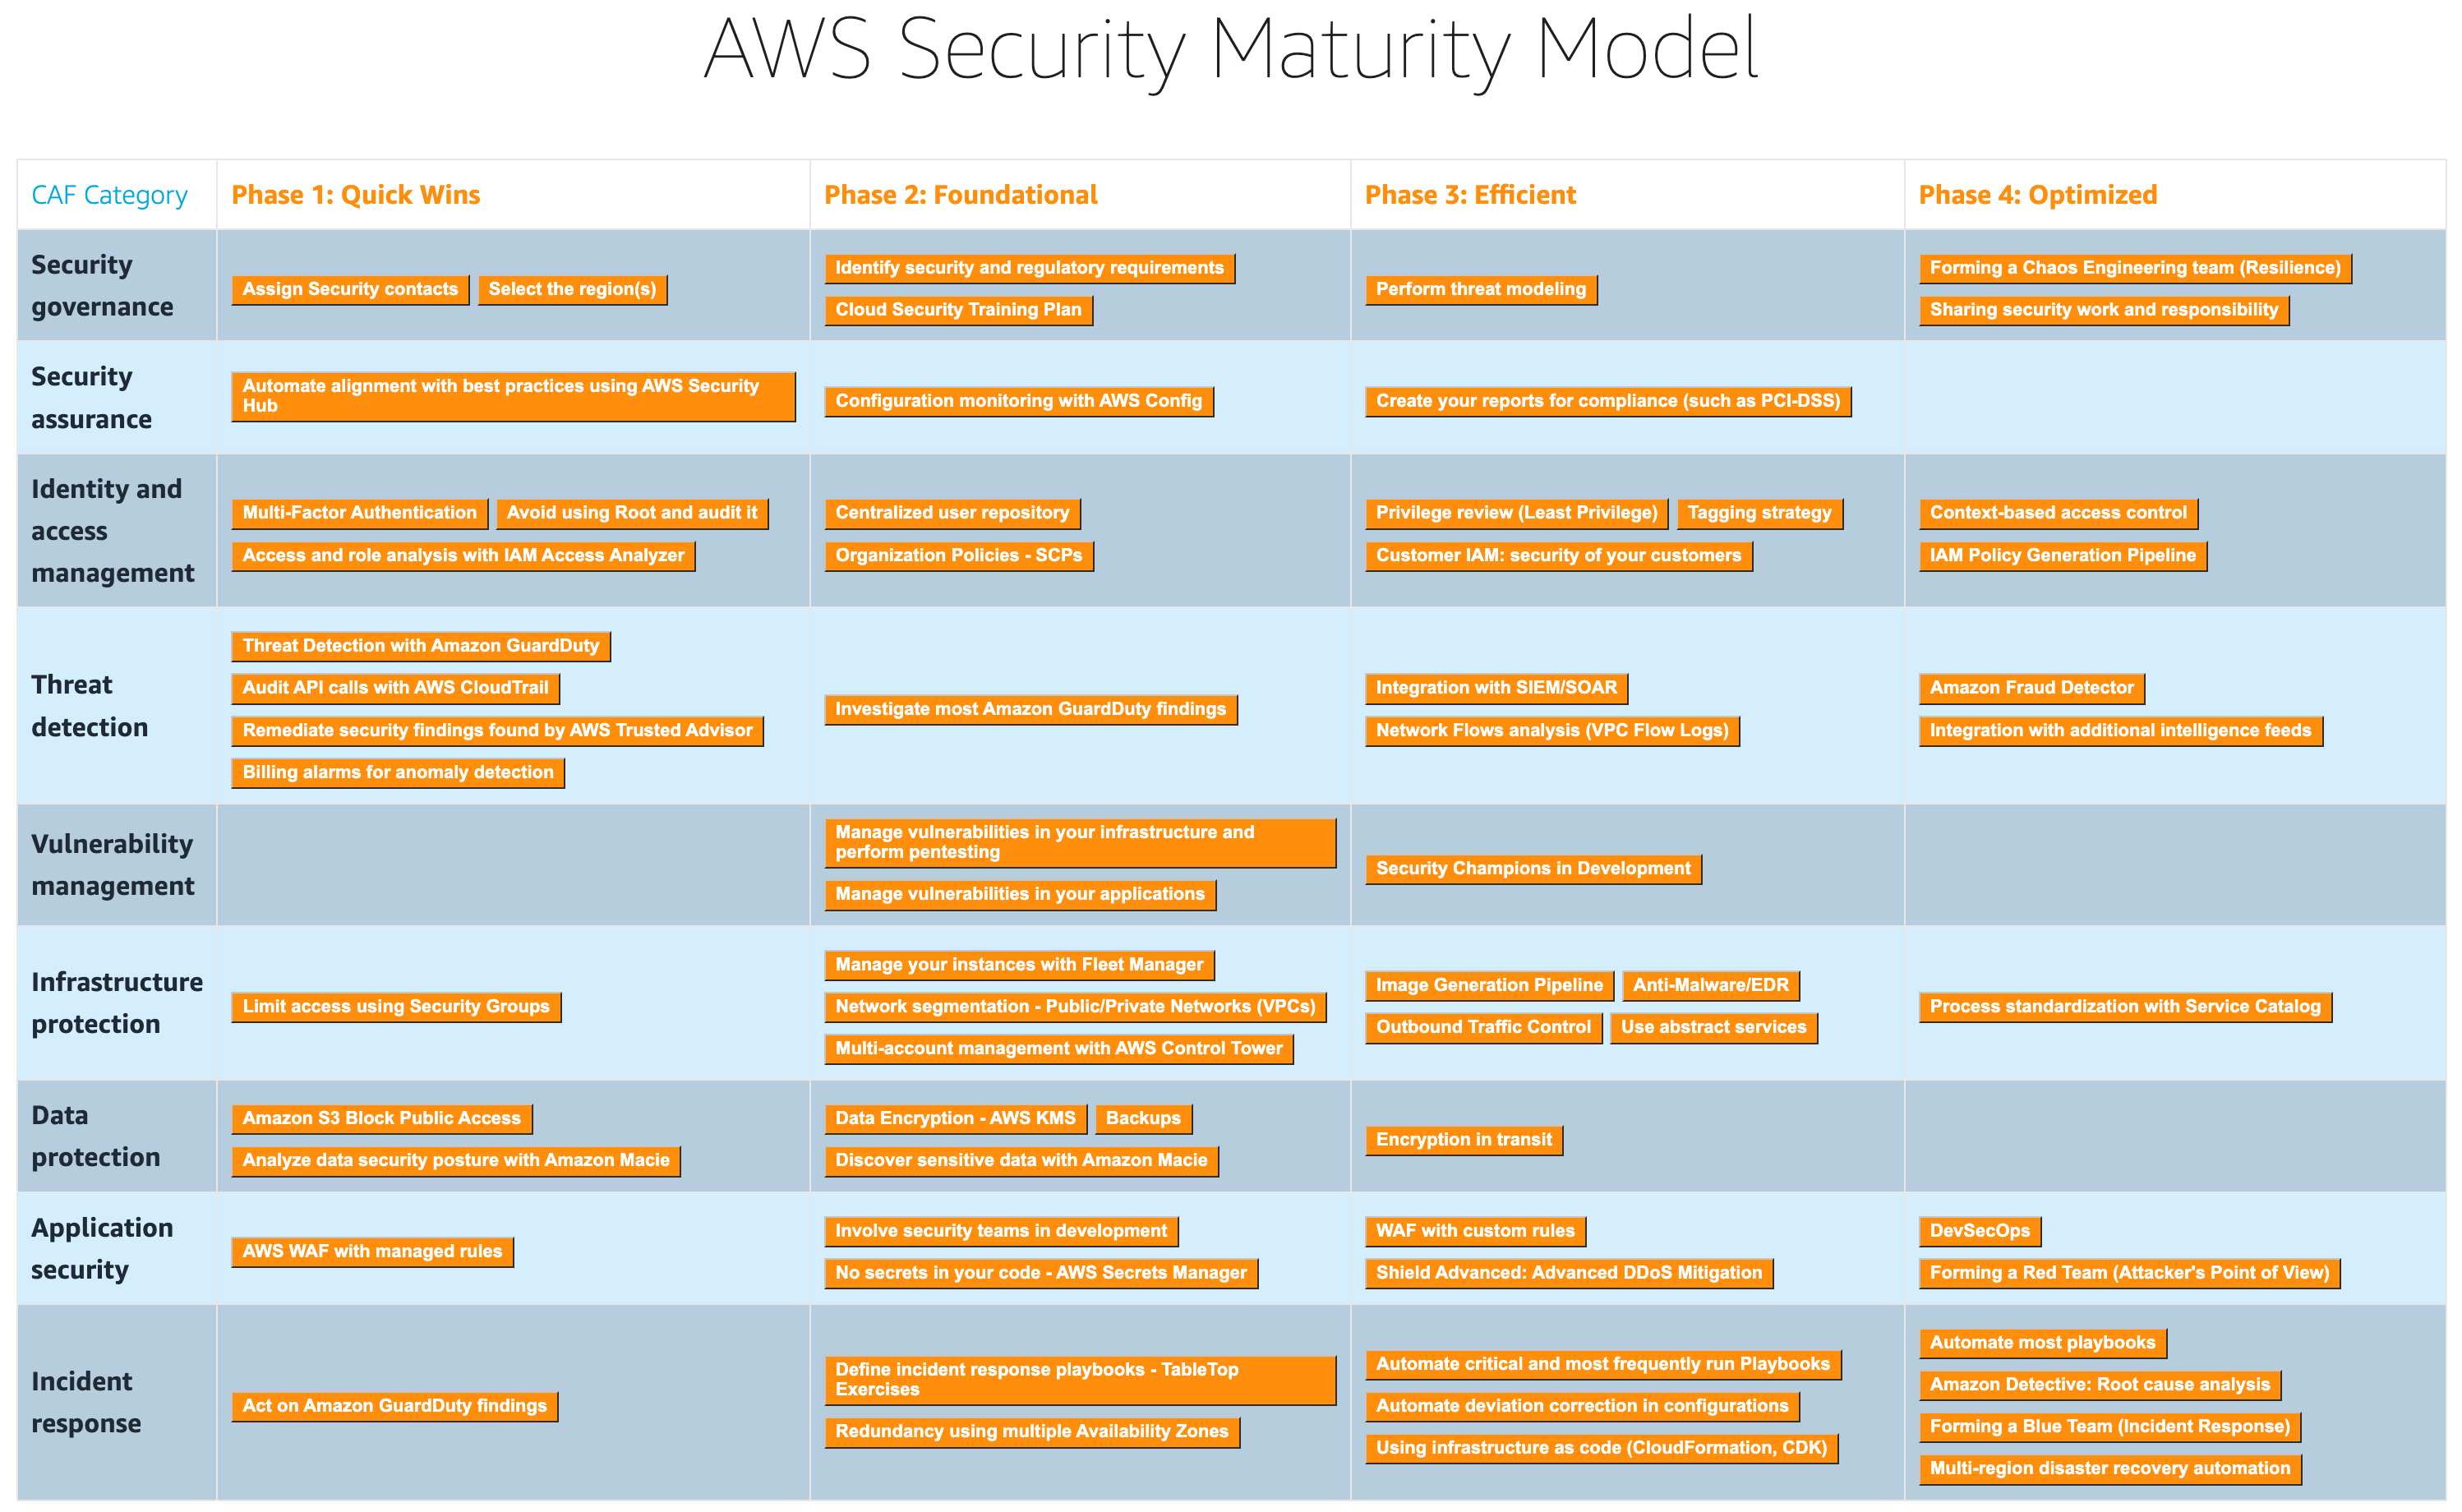 AWS Security Maturity Model
CAF Category
Phase 1: Quick Wins
Phase 2: Foundational
Phase 3: Efficient
Phase 4: Optimized
Security
governance
Assign Security contacts
Select the region(s)
Identify security and regulatory requirements
Cloud Security Training Plan
Perform threat modeling
Forming a Chaos Engineering team (Resilience)
Sharing security work and responsibility
Security
assurance
Automate alignment with best practices using AWS Security
Hub
Configuration monitoring with AWS Config
Create your reports for compliance (such as PCI-DSS)
Identity and
access
management
Multi-Factor Authentication
Avoid using Root and audit it
Access and role analysis with IAM Access Analyzer
Centralized user repository
Organization Policies - SCPs
Privilege review (Least Privilege)
Tagging strategy
Customer IAM: security of your customers
Context-based access control
IAM Policy Generation Pipeline
Threat
detection
Threat Detection with Amazon GuardDuty
Audit API calls with AWS CloudTrail
Remediate security findings found by AWS Trusted Advisor
Billing alarms for anomaly detection
Investigate most Amazon GuardDuty findings
Integration with SIEM/SOAR
Network Flows analysis (VPC Flow Logs)
Amazon Fraud Detector
Integration with additional intelligence feeds
Vulnerability
management
Manage vulnerabilities in your infrastructure and
perform pentesting
Manage vulnerabilities in your applications
Security Champions in Development
Infrastructure
protection
Limit access using Security Groups
Manage your instances with Fleet Manager
Network segmentation - Public/Private Networks (VPCs)
Multi-account management with AWS Control Tower
Image Generation Pipeline
Anti-Malware/EDR
Outbound Traffic Control
Use abstract services
Process standardization with Service Catalog
Data
protection
Amazon S3 Block Public Access
Analyze data security posture with Amazon Macie
Data Encryption - AWS KMS
Backups
Discover sensitive data with Amazon Macie
Encryption in transit
Application
security
AWS WAF with managed rules
Involve security teams in development
No secrets in your code - AWS Secrets Manager
WAF with custom rules
Shield Advanced: Advanced DDoS Mitigation
DevSecOps
Forming a Red Team (Attacker's Point of View)
Incident
response
Act on Amazon GuardDuty findings
Define incident response playbooks - TableTop
Exercises
Redundancy using multiple Availability Zones
Automate critical and most frequently run Playbooks
Automate deviation correction in configurations
Using infrastructure as code (CloudFormation, CDK)
Automate most playbooks
Amazon Detective: Root cause analysis
Forming a Blue Team (Incident Response)
Multi-region disaster recovery automation